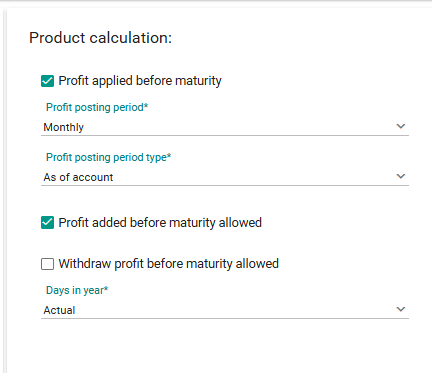 Product calculation:
Profit applied before maturity
Profit posting period*
Monthly
Profit posting period type*
As of account
Profit added before maturity allowed
Withdraw profit before maturity allowed
Days in year*
Actual